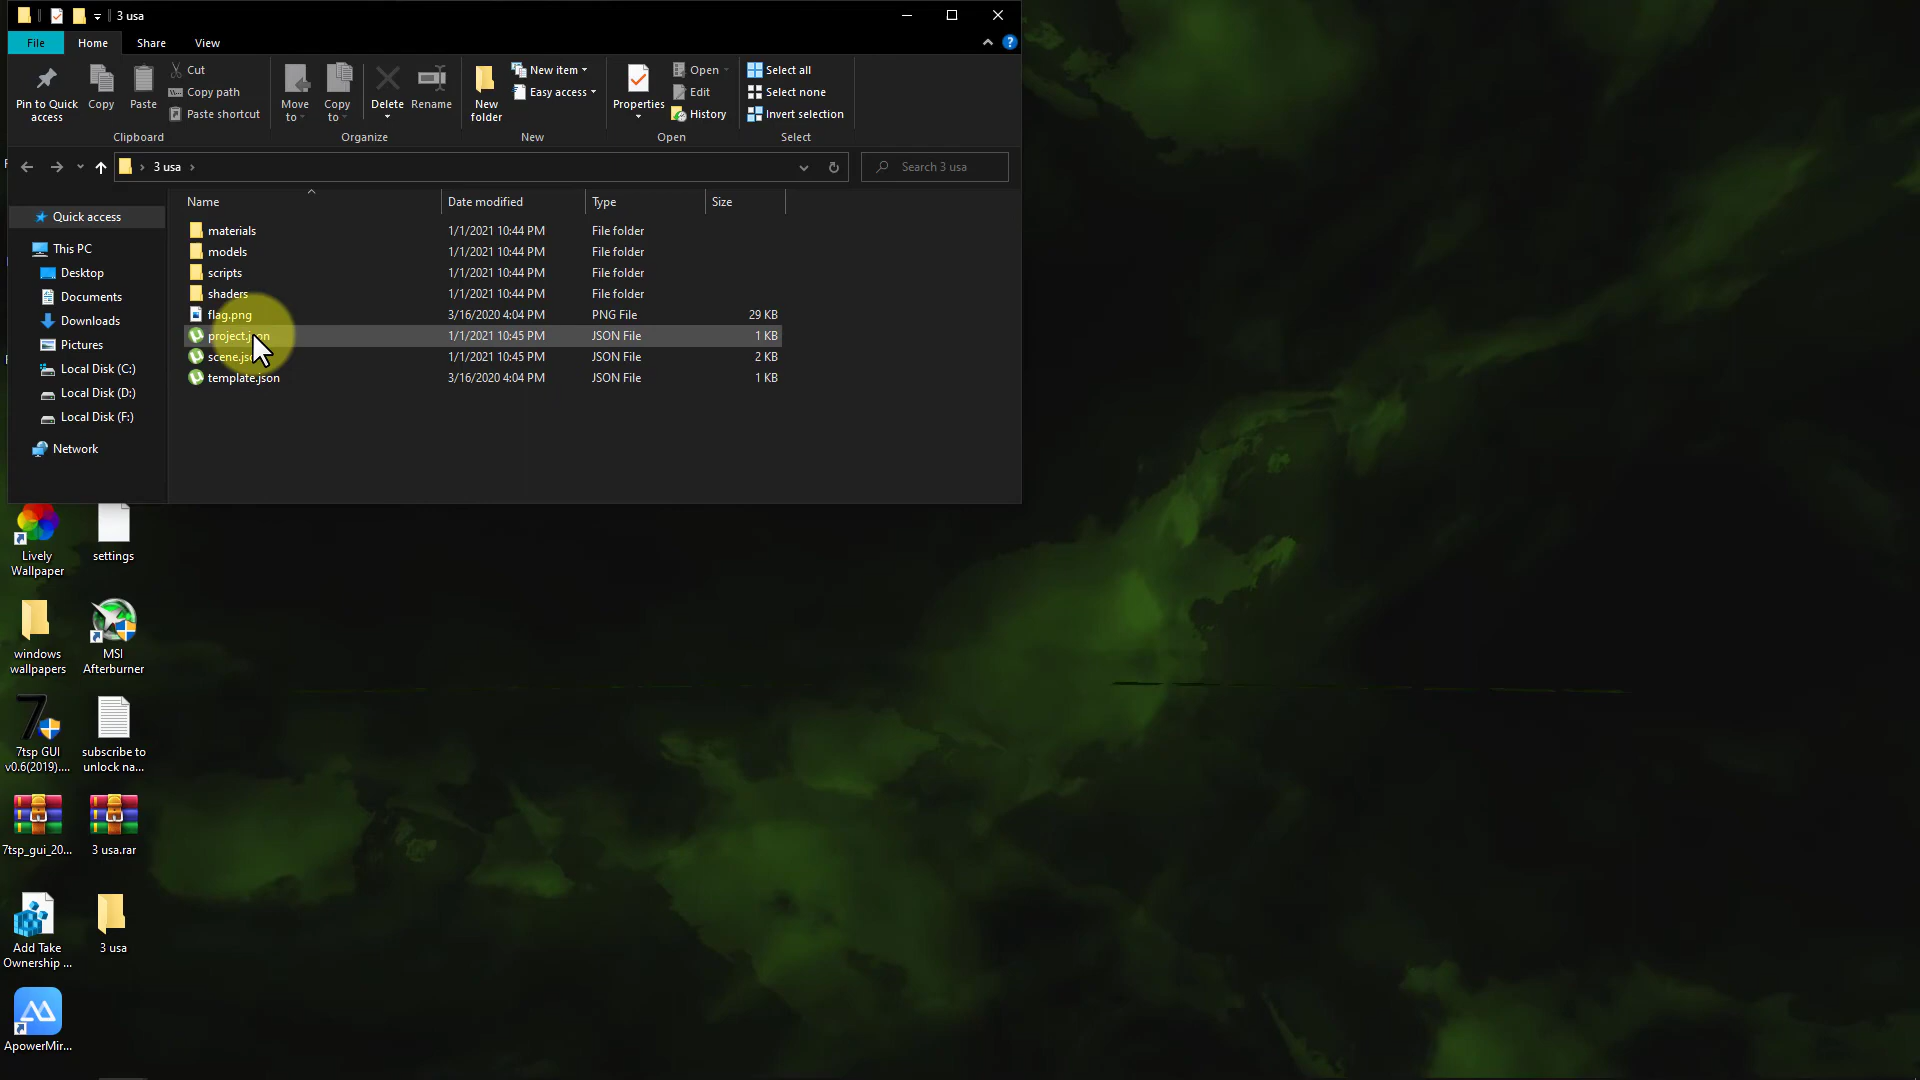 3 usa
File Home Share View
Pin to Quick access
Copy
Paste
Cut
Copy path
Paste shortcut
Clipboard
Move to
Copy to
Delete
Rename
Organize
New folder
New item
Easy access
New
Properties
Open
Edit
History
Open
Select all
Select none
Invert selection
Select
3 usa
Search 3 usa
Quick access
This PC
Desktop
Documents
Downloads
Pictures
Local Disk (C:)
Local Disk (D:)
Local Disk (F:)
Network
Name Date modified Type Size
materials 1/1/2021 10:44 PM File folder
models 1/1/2021 10:44 PM File folder
scripts 1/1/2021 10:44 PM File folder
shaders 1/1/2021 10:44 PM File folder
flag.png 3/16/2020 4:04 PM PNG File 29 KB
project.json 1/1/2021 10:45 PM JSON File 1 KB
scene.json 1/1/2021 10:45 PM JSON File 2 KB
template.json 3/16/2020 4:04 PM JSON File 1 KB
Lively
Wallpaper
settings
windows
wallpapers
MSI
Afterburner
7tsp GUI
v0.6(2019)....
subscribe to
unlock na...
7tsp_gui_20...
3 usa.rar
Add Take
Ownership ...
3 usa
ApowerMir...